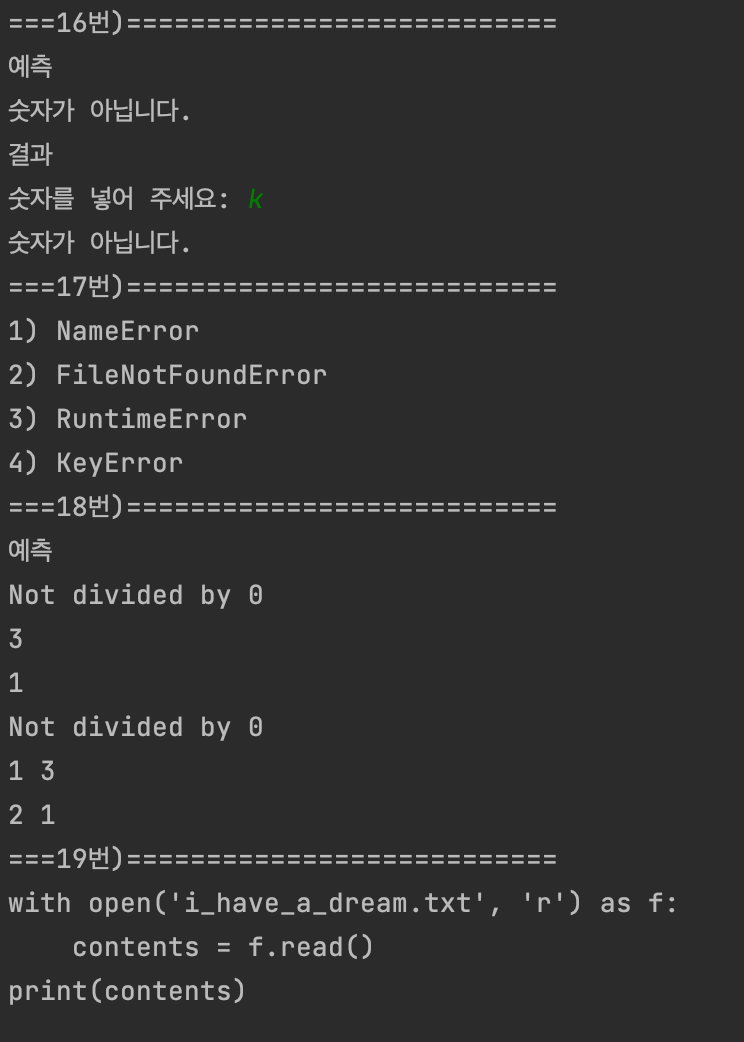 ===16번)===========================
예측
숫자가 아닙니다.
결과
숫자를 넣어 주세요: k
숫자가 아닙니다.
===17번)===========================
1) NameError
2) FileNotFoundError
3) RuntimeError
4) KeyError
===18번)===========================
예측
Not divided by 0
3
1
Not divided by 0
1 3
2 1
===19번)===========================
with open('i_have_a_dream.txt', 'r') as f:
    contents = f.read()
print(contents)